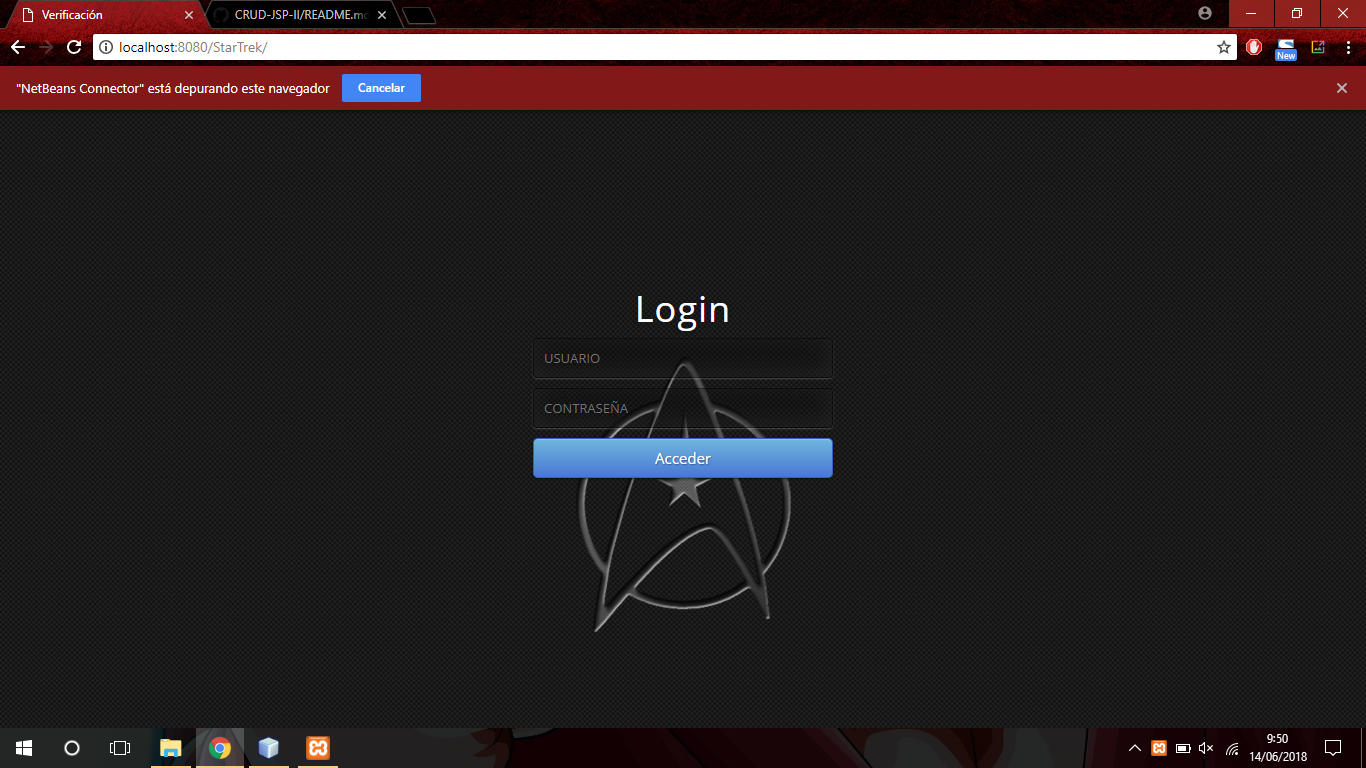 Verificación
CRUD-JSP-II/README.md
localhost:8080/StarTrek/
New
"NetBeans Connector" está depurando este navegador
Cancelar
Login
USUARIO
CONTRASEÑA
Acceder
9:50
14/06/2018